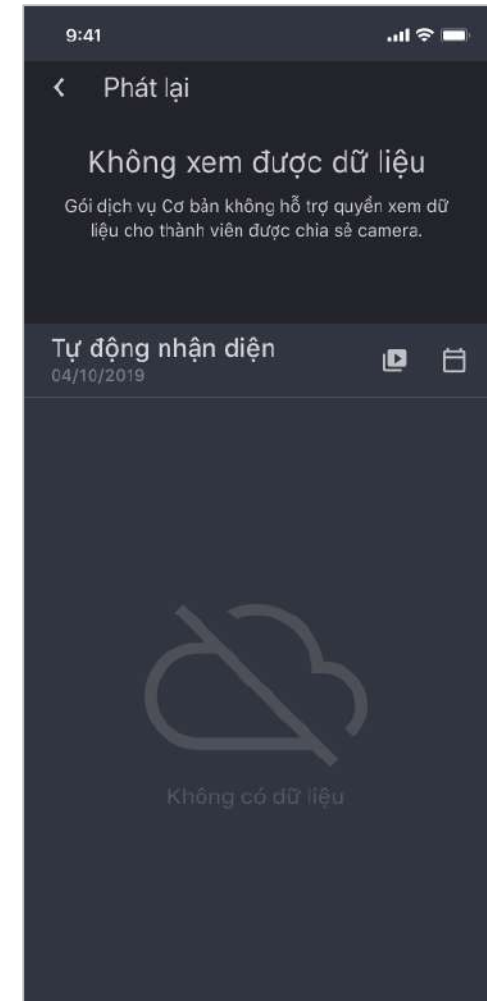 9:41
Phát lại
Không xem được dữ liệu
Gói dịch vụ Cơ bản không hỗ trợ quyền xem dữ
liệu cho thành viên được chia sẻ camera.
Tự động nhận diện
04/10/2019
Không có dữ liệu